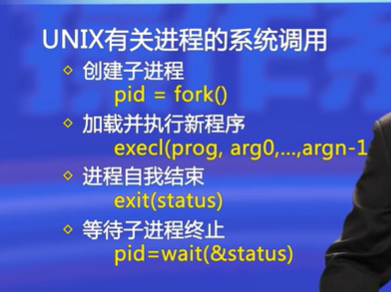 UNIX有关进程的系统调用
创建子进程
pid = fork()
加载并执行新程序
execl(prog, arg0,...,argn-1
进程自我结束
exit(status)
等待子进程终止
pid=wait(&status)